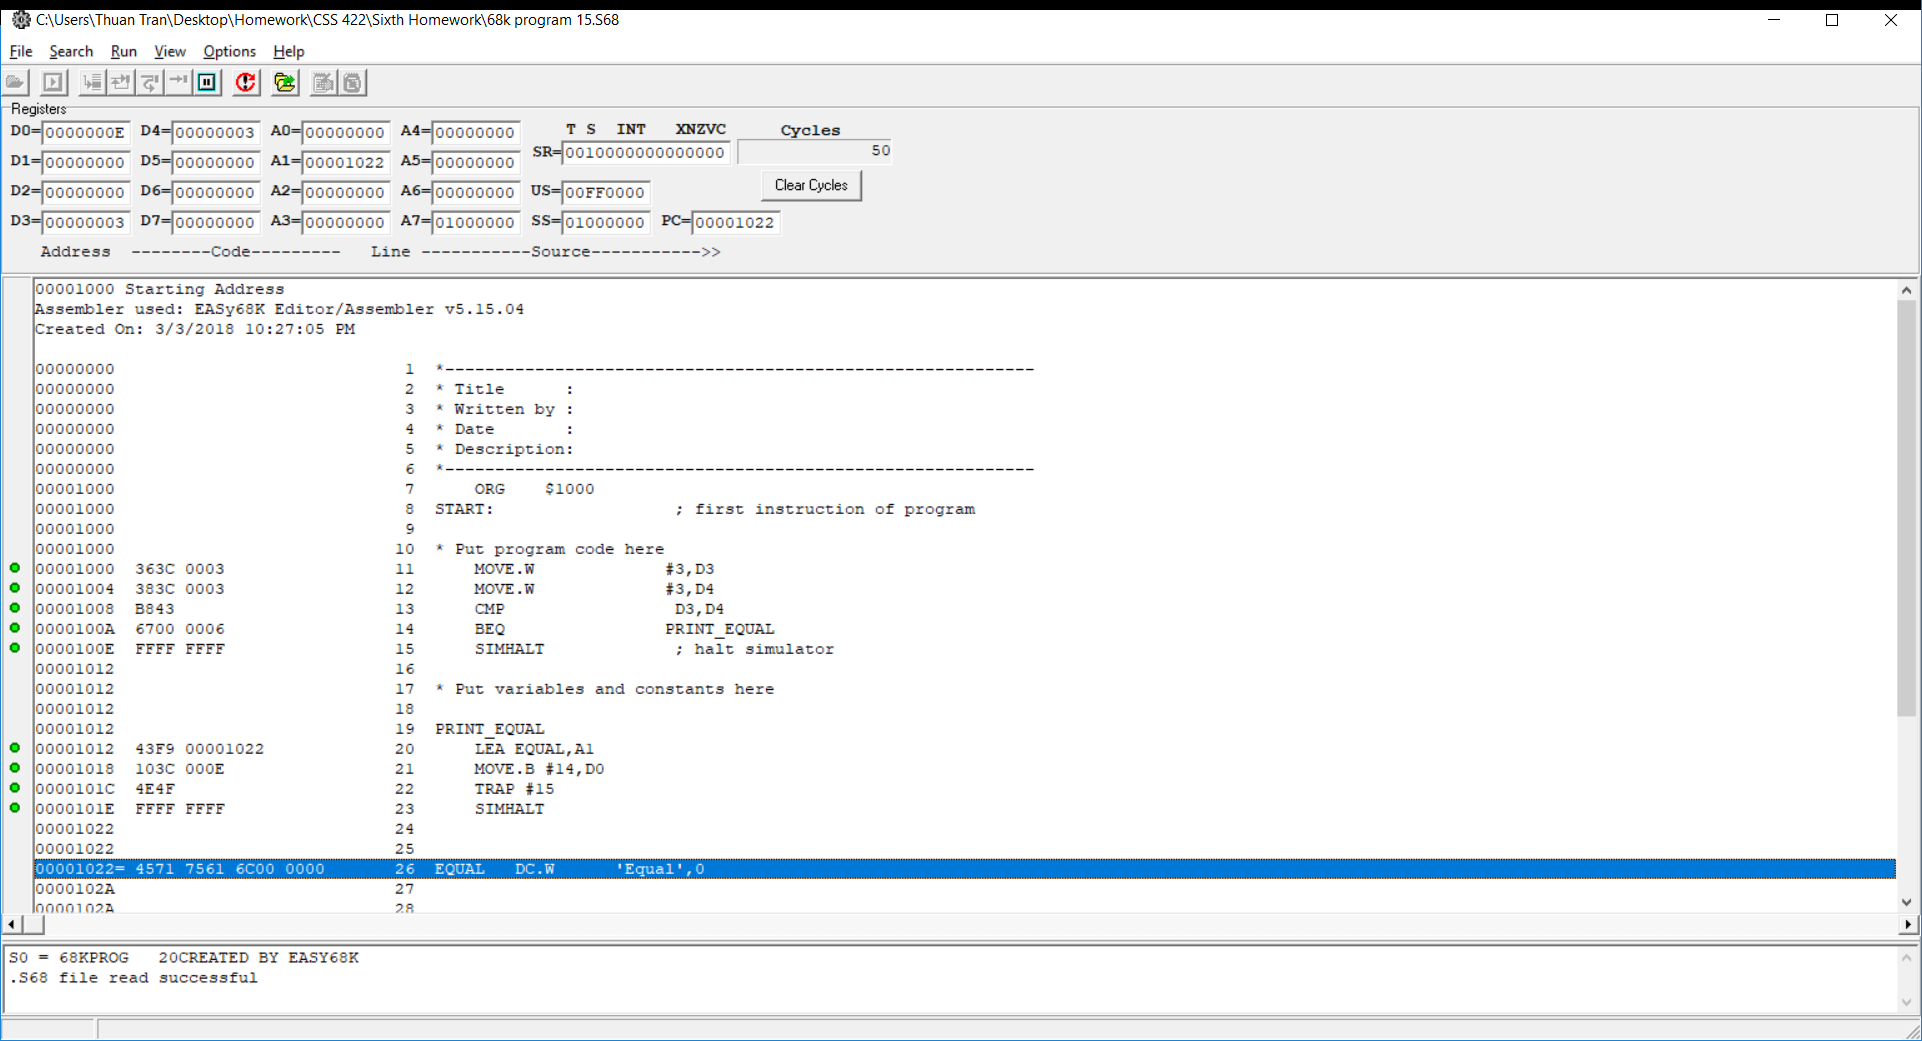 C:\Users\Thuan Tran\Desktop\Homework\CSS 422\Sixth Homework\68k program 15.S68
File Search Run View Options Help
Registers
D0=0000000E D4=00000003 A0=00000000 A4=00000000 T S INT XNZVC Cycles
D1=00000000 D5=00000000 A1=00001022 A5=00000000 SR=0010000000000000 50
D2=00000000 D6=00000000 A2=00000000 A6=00000000 US=00FF0000 Clear Cycles
D3=00000003 D7=00000000 A3=00000000 A7=01000000 SS=01000000 PC=00001022
Address --------Code--------- Line -----------Source----------->>
00001000 Starting Address
Assembler used: EASy68K Editor/Assembler v5.15.04
Created On: 3/3/2018 10:27:05 PM
00000000 1 *-----------------------------------------------------------
00000000 2 * Title :
00000000 3 * Written by :
00000000 4 * Date :
00000000 5 * Description:
00000000 6 *-----------------------------------------------------------
00001000 7 ORG $1000
00001000 8 START: ; first instruction of program
00001000 9
00001000 10 * Put program code here
00001000 363C 0003 11 MOVE.W #3,D3
00001004 383C 0003 12 MOVE.W #3,D4
00001008 B843 13 CMP D3,D4
0000100A 6700 0006 14 BEQ PRINT_EQUAL
0000100E FFFF FFFF 15 SIMHALT ; halt simulator
00001012 16
00001012 17 * Put variables and constants here
00001012 18
00001012 19 PRINT_EQUAL
00001012 43F9 00001022 20 LEA EQUAL,A1
00001018 103C 000E 21 MOVE.B #14,D0
0000101C 4E4F 22 TRAP #15
0000101E FFFF FFFF 23 SIMHALT
00001022 24
00001022 25
00001022= 4571 7561 6C00 0000 26 EQUAL DC.W 'Equal',0
0000102A 27
0000102A 28
S0 = 68KPROG 20CREATED BY EASY68K
.S68 file read successful